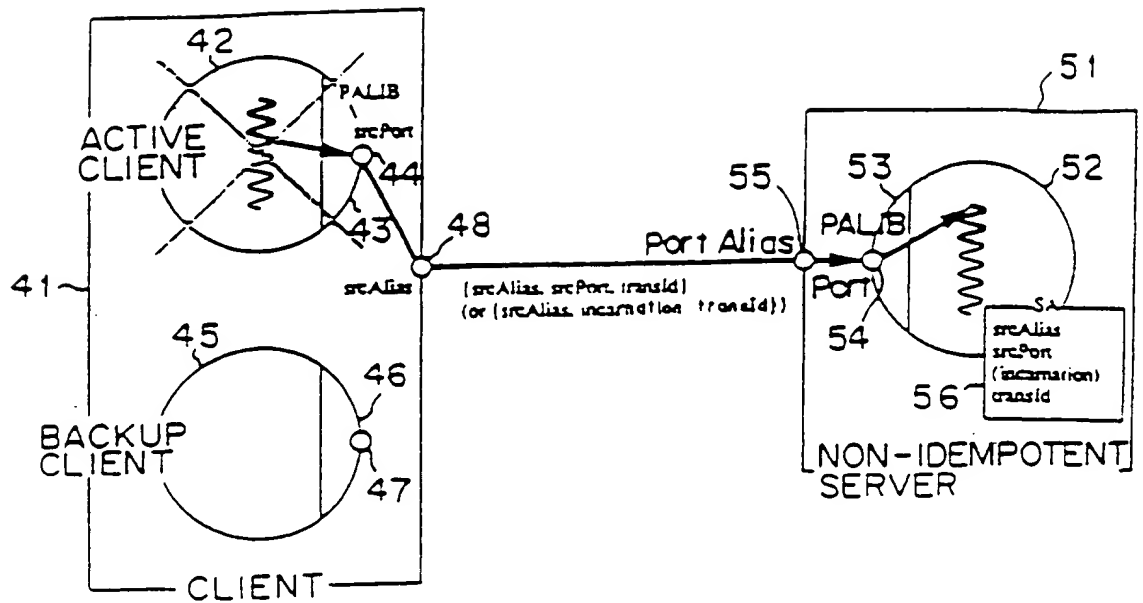 42
PALIB
srcPort
ACTIVE
CLIENT
44
43
48
srcAlias
41
45
46
BACKUP
CLIENT
47
CLIENT
Port Alias
(srcAlias, srcPort, transId)
(or (srcAlias, incarnation transId))
51
55
53
52
PALIB
Port
54
SA
srcAlias
srcPort
(incarnation)
transId
56
NON-IDEMPOTENT
SERVER